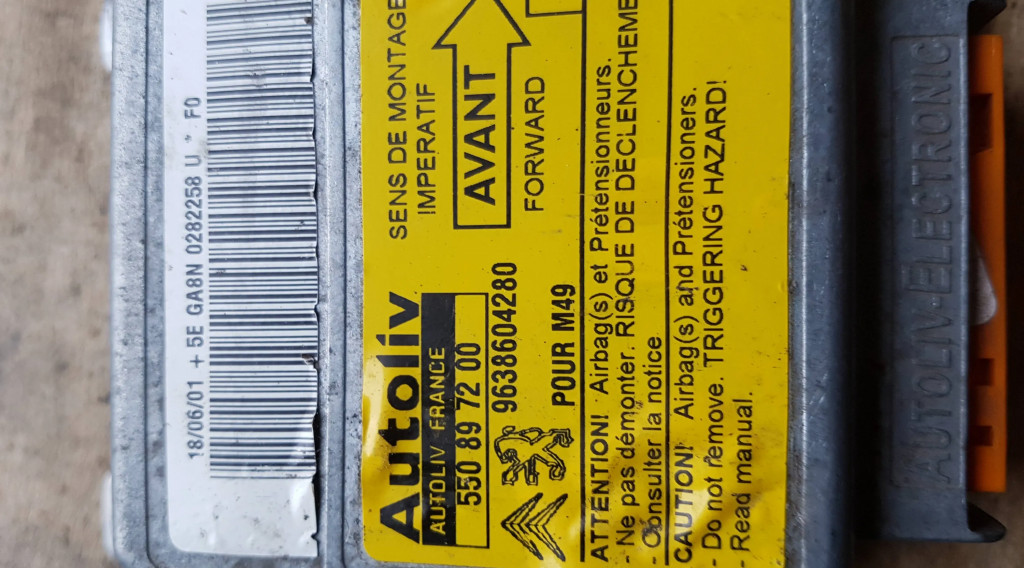 18/06/01 + 5E GA8N 0282258 U * F0
Autoliv
AUTOLIV FRANCE
550 89 72 00
9638604280
POUR M49
SENS DE MONTAGE
IMPERATIF
AVANT
FORWARD
ATTENTION! Airbag(s) et Prétensionneurs.
- Ne pas démonter. RISQUE DE DÉCLENCHEME
- Consulter la notice
CAUTION! Airbag(s) and Prétensioners.
- Do not remove. TRIGGERING HAZARD!
- Read manual.
AUTOLIV-ELECTRONIC